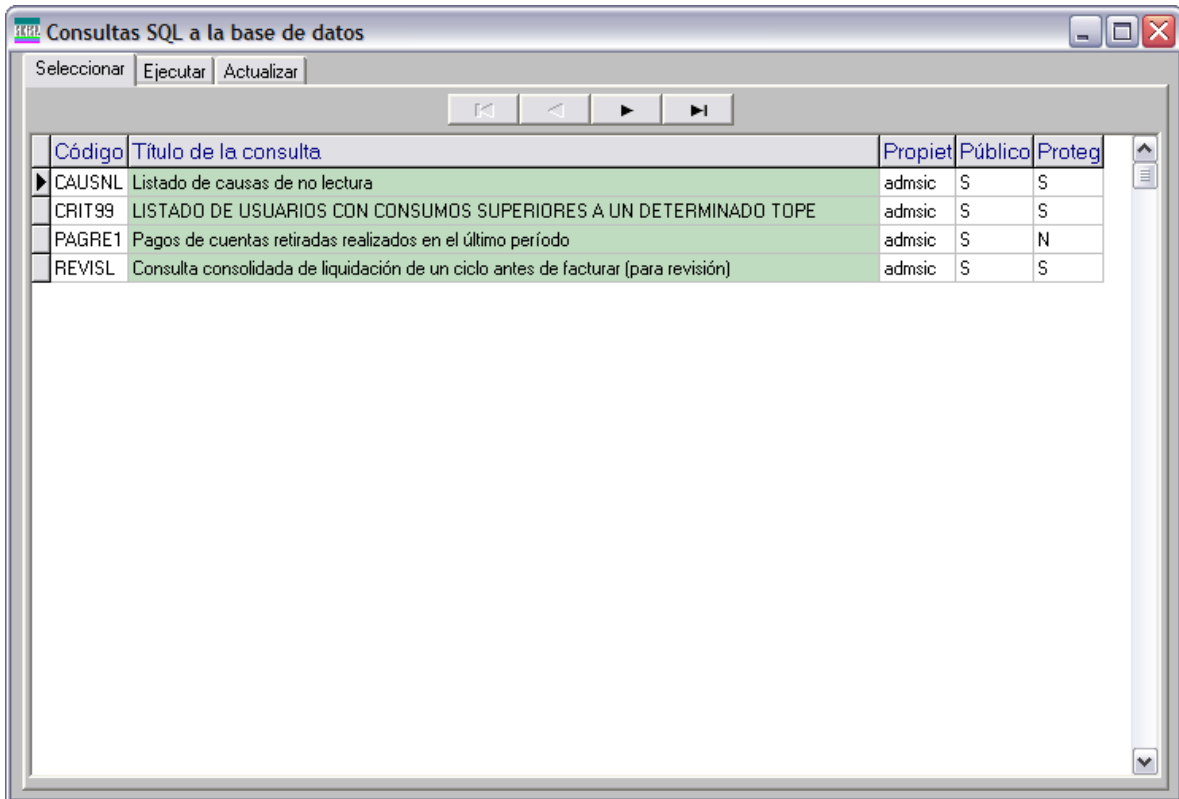 Consultas SQL a la base de datos
Seleccionar Ejecutar Actualizar
Código Título de la consulta Propiet Público Proteg
CAUSNL Listado de causas de no lectura admsic S S
CRIT99 LISTADO DE USUARIOS CON CONSUMOS SUPERIORES A UN DETERMINADO TOPE admsic S S
PAGRE1 Pagos de cuentas retiradas realizados en el último período admsic S N
REVISL Consulta consolidada de liquidación de un ciclo antes de facturar (para revisión) admsic S S